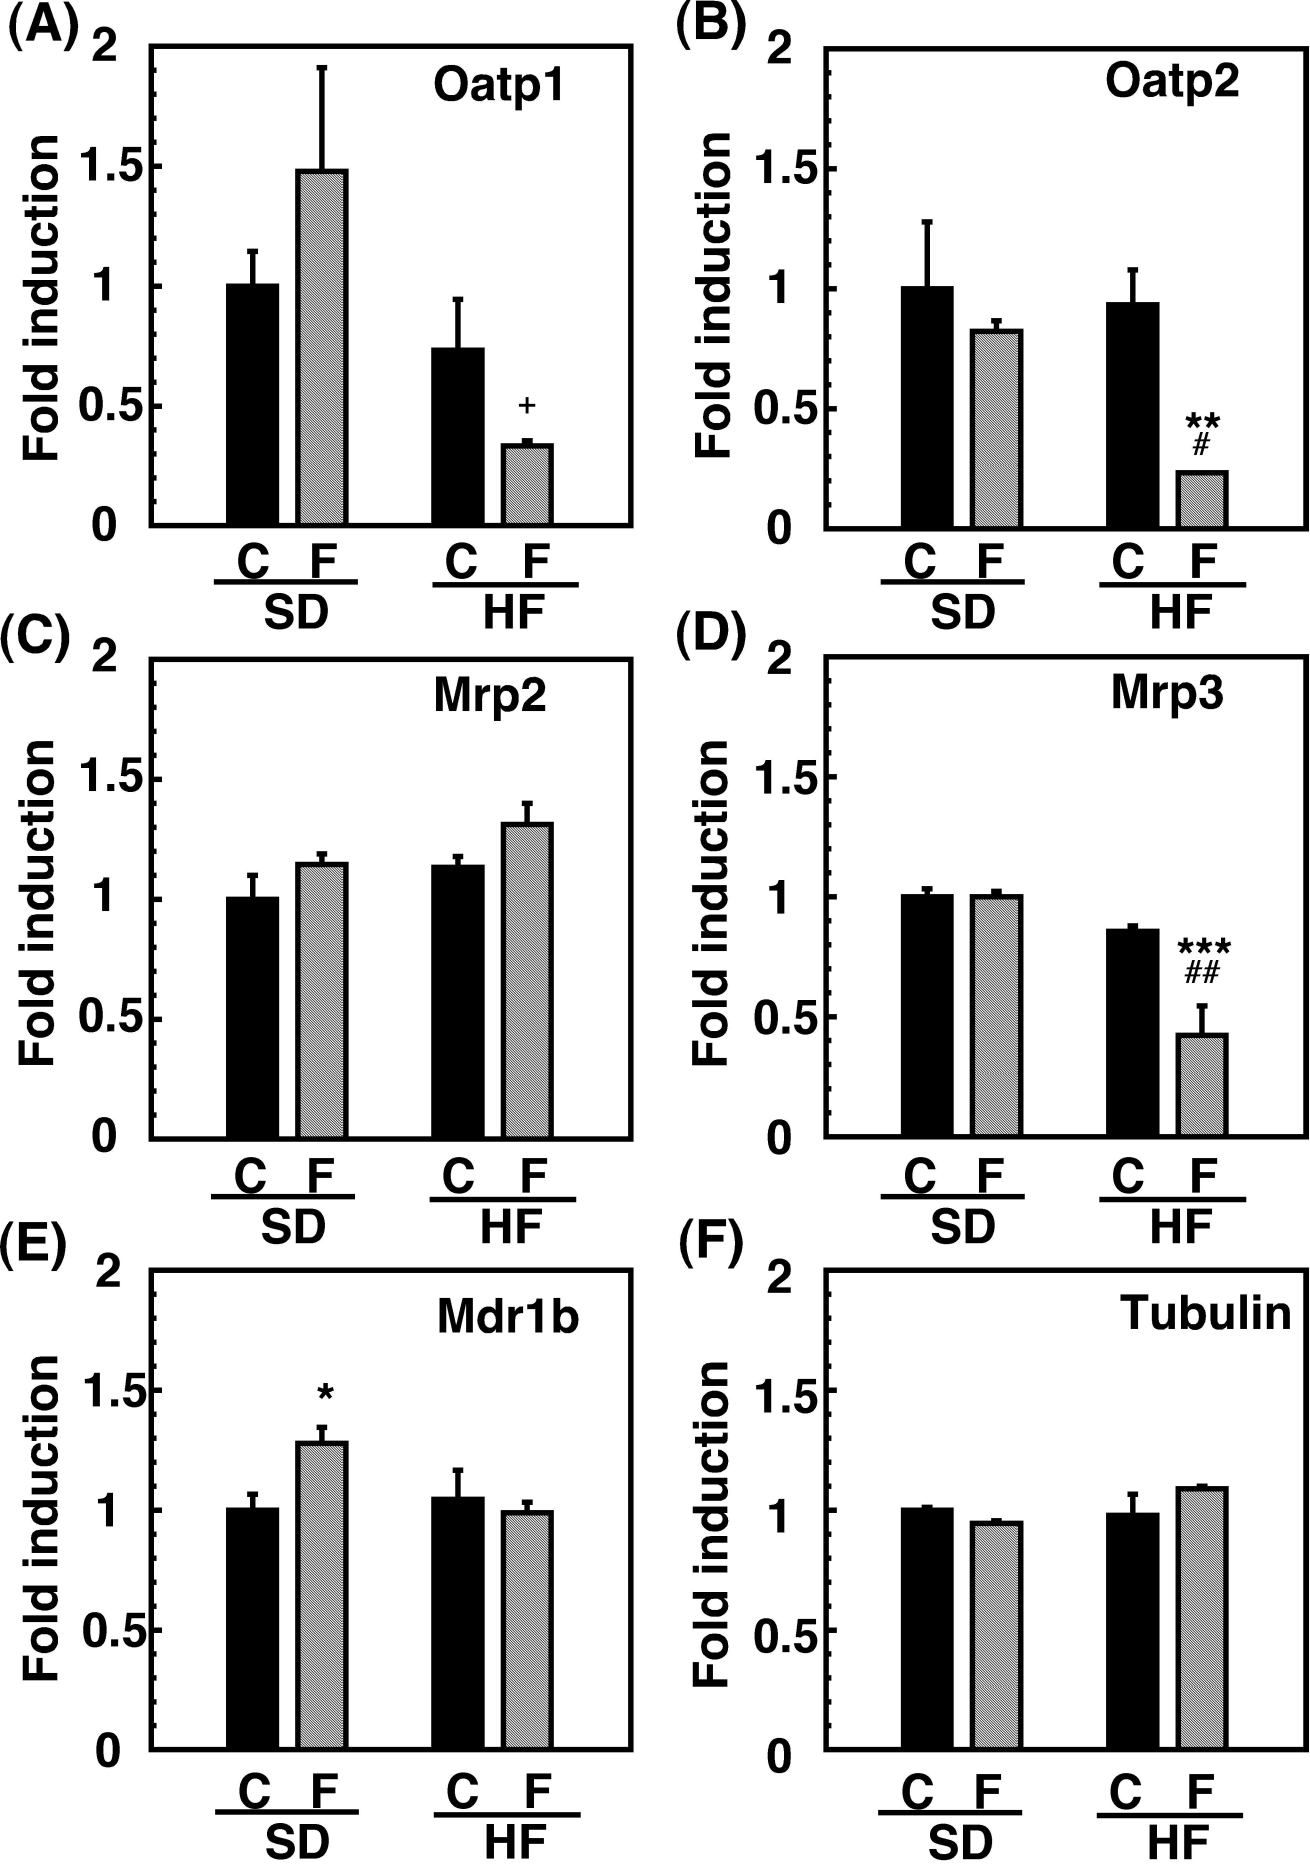 (A)
Oatp1
Fold induction
2
1.5
1
0.5
0
+
C F C F
SD HF
(B)
Oatp2
Fold induction
2
1.5
1
0.5
0
**
#
C F C F
SD HF
(C)
Mrp2
Fold induction
2
1.5
1
0.5
0
C F C F
SD HF
(D)
Mrp3
Fold induction
2
1.5
1
0.5
0
***
##
C F C F
SD HF
(E)
Mdr1b
Fold induction
2
1.5
1
0.5
0
*
C F C F
SD HF
(F)
Tubulin
Fold induction
2
1.5
1
0.5
0
C F C F
SD HF